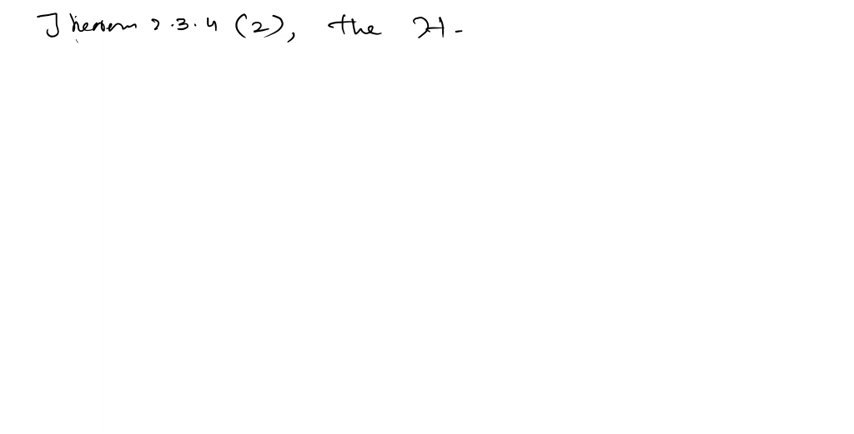 Theorem 2.3.4 (2), the H-